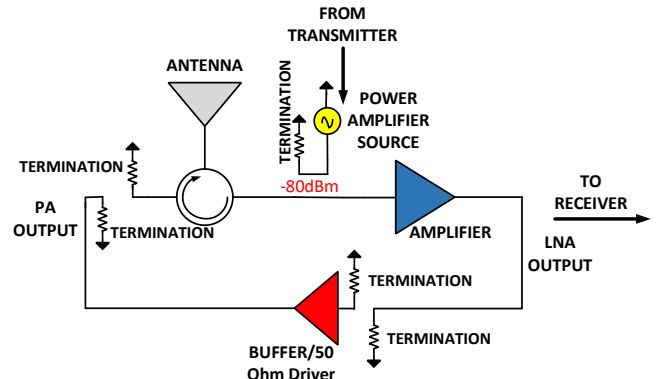 FROM
TRANSMITTER
ANTENNA
TERMINATION
POWER
AMPLIFIER
SOURCE
TERMINATION
-80dBm
TO
RECEIVER
PA
OUTPUT
TERMINATION
AMPLIFIER
LNA
OUTPUT
TERMINATION
TERMINATION
BUFFER/50
Ohm Driver